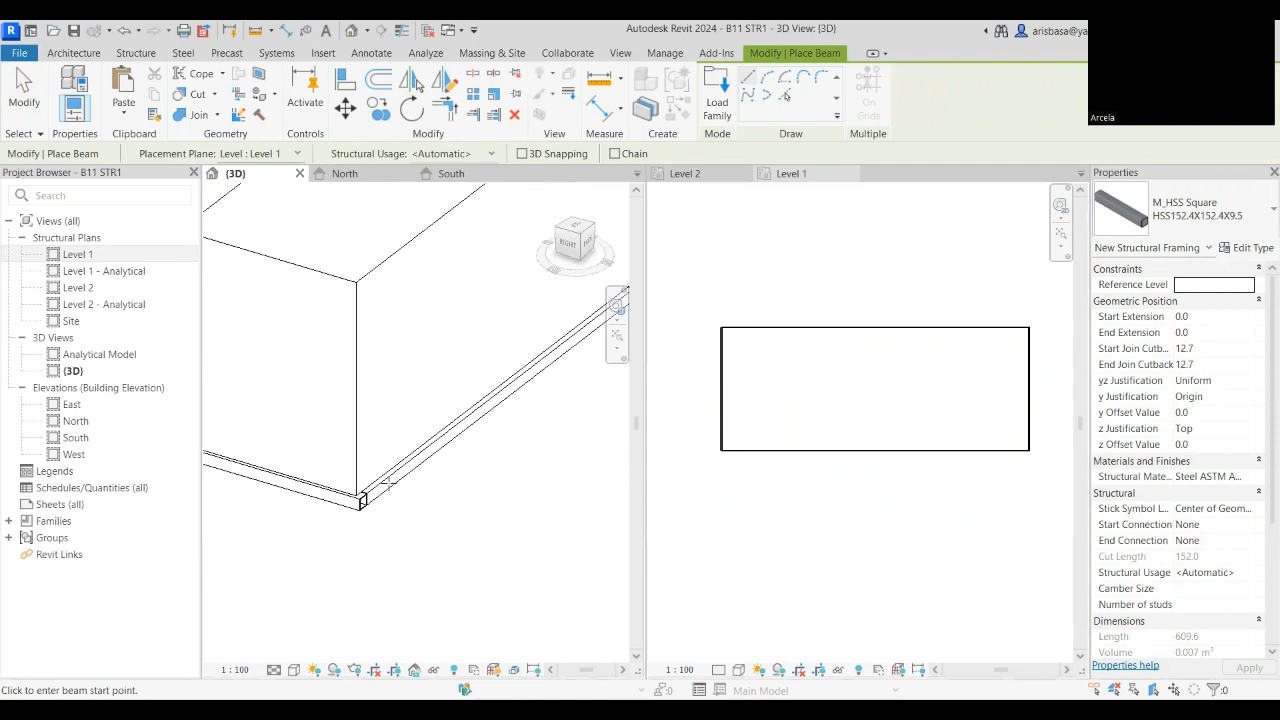 Autodesk Revit 2024 - B11 STR1 - 3D View: {3D}
arisbasa@ya
File Architecture Structure Steel Precast Systems Insert Annotate Analyze Massing & Site Collaborate View Manage Addins Modify | Place Beam
Modify
Properties
Paste
Cope
Cut
Join
Activate
Load
Family
On
Grids
Arcela
Select Properties Clipboard Geometry Controls Modify View Measure Create Mode Draw Multiple
Modify | Place Beam Placement Plane: Level : Level 1 Structural Usage: <Automatic> 3D Snapping Chain
Project Browser - B11 STR1
{3D} North South Level 2 Level 1
Search
Views (all)
Structural Plans
Level 1
Level 1 - Analytical
Level 2
Level 2 - Analytical
Site
3D Views
Analytical Model
{3D}
Elevations (Building Elevation)
East
North
South
West
Legends
Schedules/Quantities (all)
Sheets (all)
Families
Groups
Revit Links
RIGHT
1 : 100
1 : 100
Properties
M_HSS Square
HSS152.4X152.4X9.5
New Structural Framing Edit Type
Constraints
Reference Level
Geometric Position
Start Extension 0.0
End Extension 0.0
Start Join Cutb... 12.7
End Join Cutback 12.7
yz Justification Uniform
y Justification Origin
y Offset Value 0.0
z Justification Top
z Offset Value 0.0
Materials and Finishes
Structural Mate... Steel ASTM A...
Structural
Stick Symbol L... Center of Geom...
Start Connection None
End Connection None
Cut Length 152.0
Structural Usage <Automatic>
Camber Size
Number of studs
Dimensions
Length 609.6
Volume 0.007 m³
Properties help Apply
Click to enter beam start point.
:0
Main Model
:0